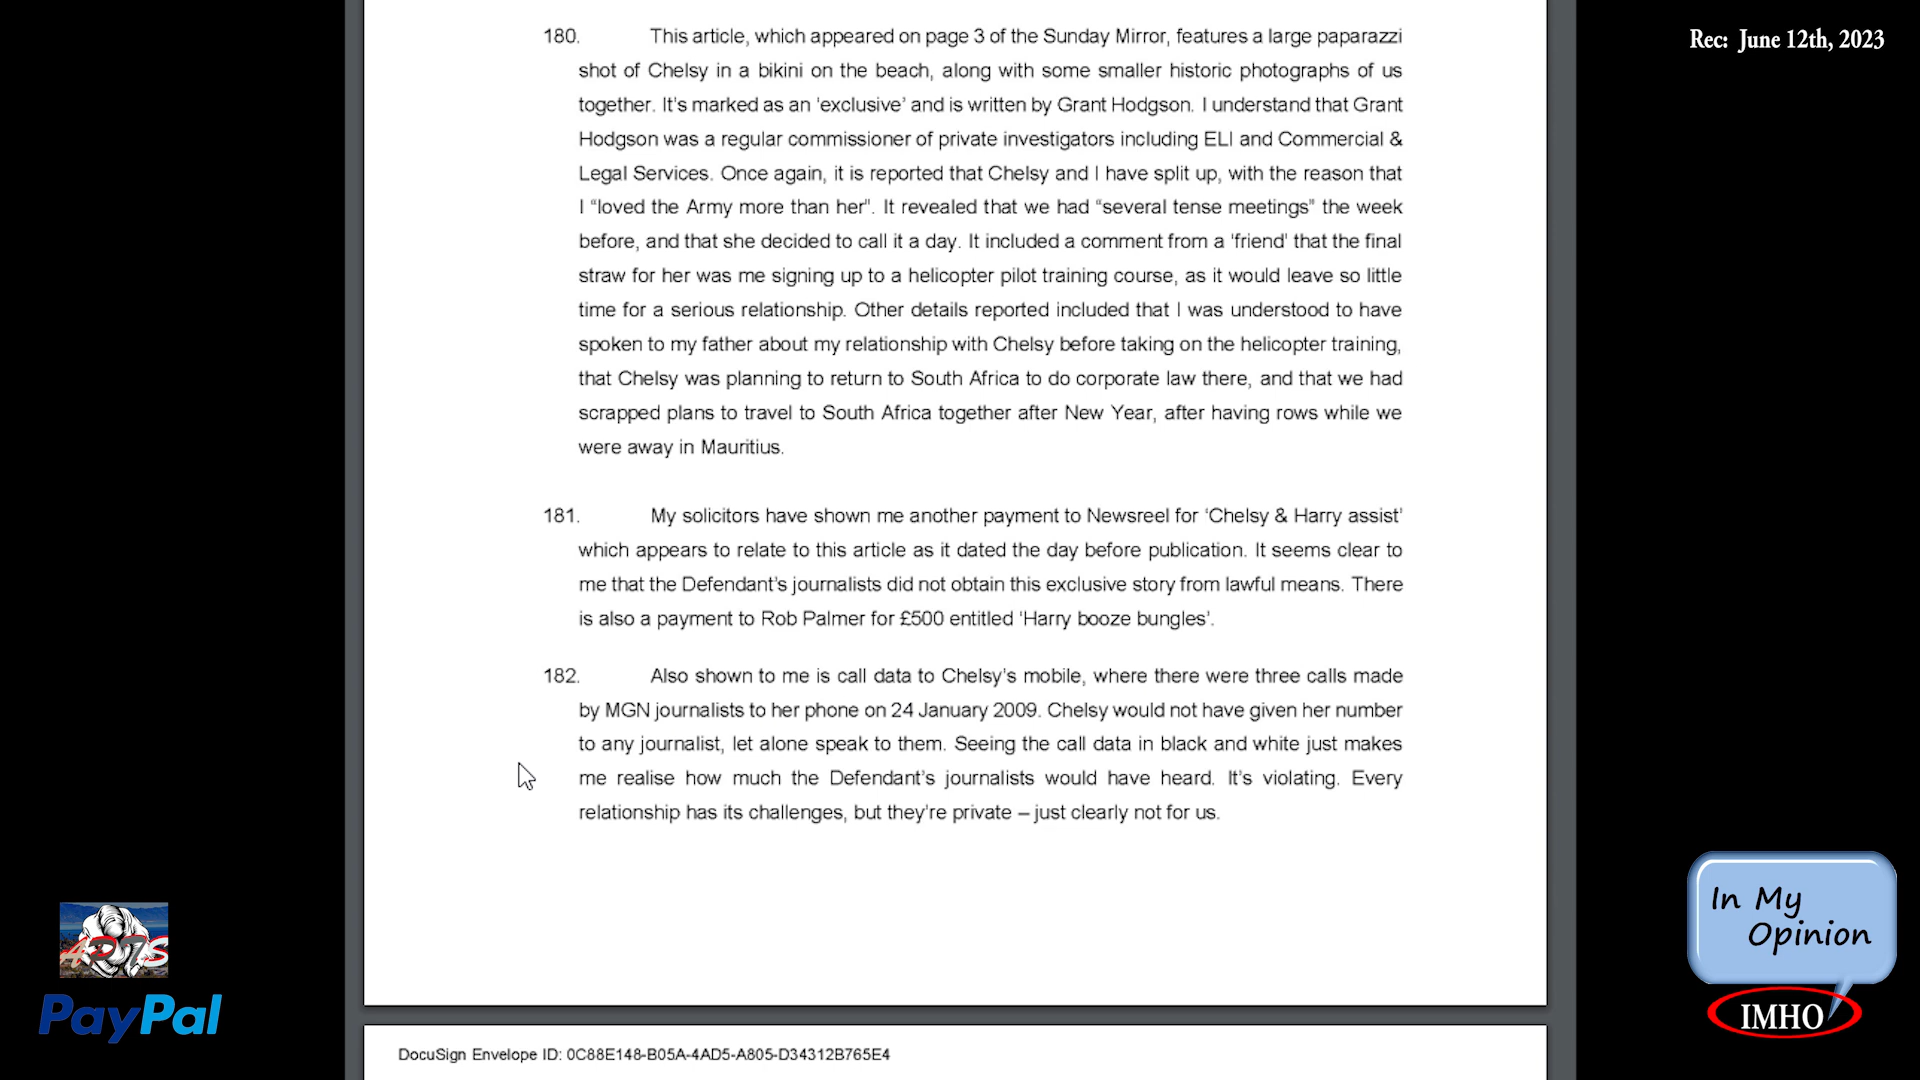 Rec: June 12th, 2023
180. This article, which appeared on page 3 of the Sunday Mirror, features a large paparazzi
shot of Chelsy in a bikini on the beach, along with some smaller historic photographs of us
together. It's marked as an 'exclusive' and is written by Grant Hodgson. I understand that Grant
Hodgson was a regular commissioner of private investigators including ELI and Commercial &
Legal Services. Once again, it is reported that Chelsy and I have split up, with the reason that
I "loved the Army more than her". It revealed that we had "several tense meetings" the week
before, and that she decided to call it a day. It included a comment from a 'friend' that the final
straw for her was me signing up to a helicopter pilot training course, as it would leave so little
time for a serious relationship. Other details reported included that I was understood to have
spoken to my father about my relationship with Chelsy before taking on the helicopter training,
that Chelsy was planning to return to South Africa to do corporate law there, and that we had
scrapped plans to travel to South Africa together after New Year, after having rows while we
were away in Mauritius.
181. My solicitors have shown me another payment to Newsreel for 'Chelsy & Harry assist'
which appears to relate to this article as it dated the day before publication. It seems clear to
me that the Defendant's journalists did not obtain this exclusive story from lawful means. There
is also a payment to Rob Palmer for £500 entitled 'Harry booze bungles'.
182. Also shown to me is call data to Chelsy's mobile, where there were three calls made
by MGN journalists to her phone on 24 January 2009. Chelsy would not have given her number
to any journalist, let alone speak to them. Seeing the call data in black and white just makes
me realise how much the Defendant's journalists would have heard. It's violating. Every
relationship has its challenges, but they're private – just clearly not for us.
DocuSign Envelope ID: 0C88E148-B05A-4AD5-A805-D34312B765E4
PayPal
In My
Opinion
IMHO